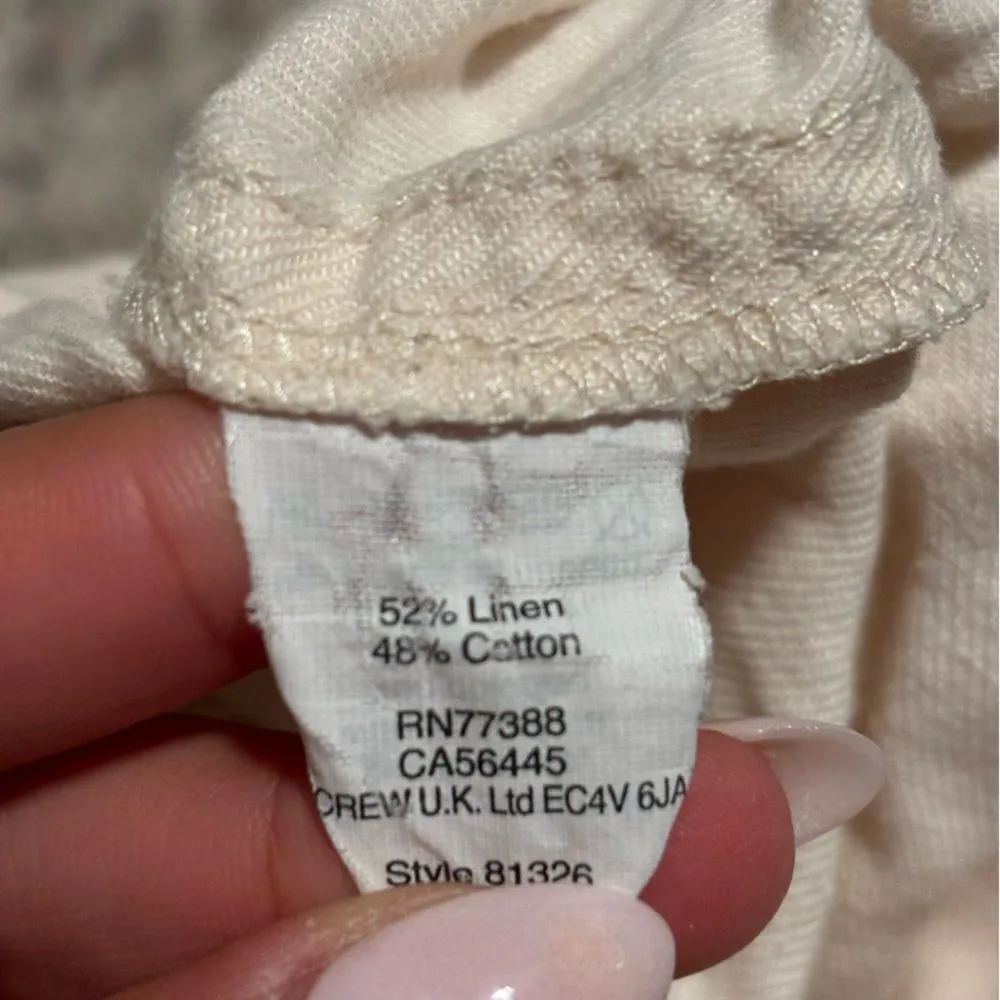 52% Linen
48% Cotton
RN77388
CA56445
CREW U.K. Ltd EC4V 6JA
Style 81326